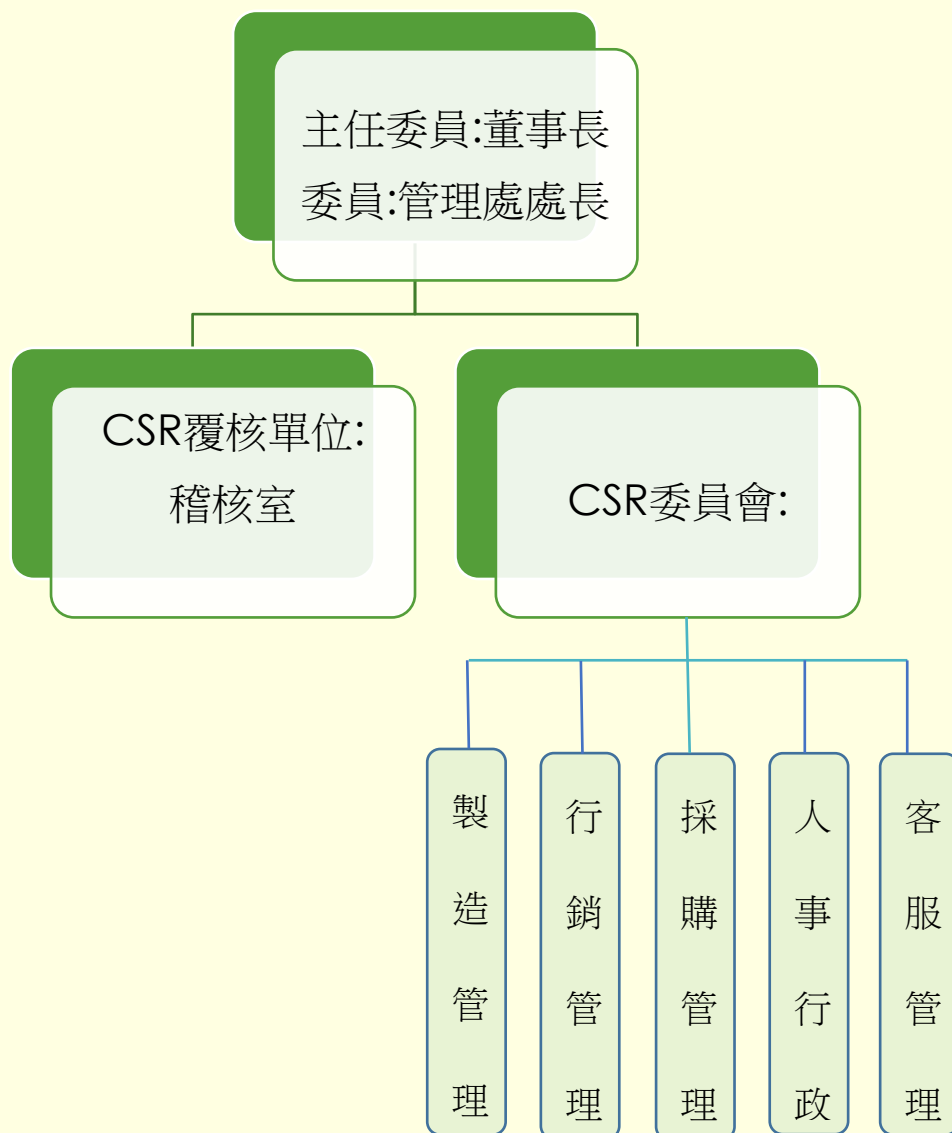 主任委員:董事長
委員:管理處處長
CSR覆核單位:
稽核室
CSR委員會:
製造管理
行銷管理
採購管理
人事行政
客服管理